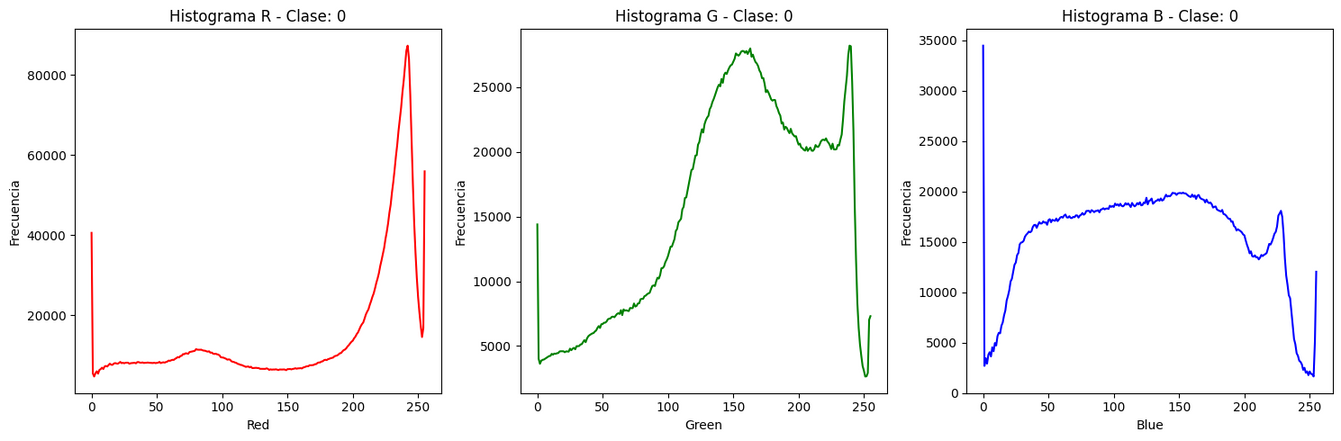 Histograma R - Clase: 0
Frecuencia
80000
60000
40000
20000
0 50 100 150 200 250
Red
Histograma G - Clase: 0
Frecuencia
25000
20000
15000
10000
5000
0 50 100 150 200 250
Green
Histograma B - Clase: 0
Frecuencia
35000
30000
25000
20000
15000
10000
5000
0
0 50 100 150 200 250
Blue